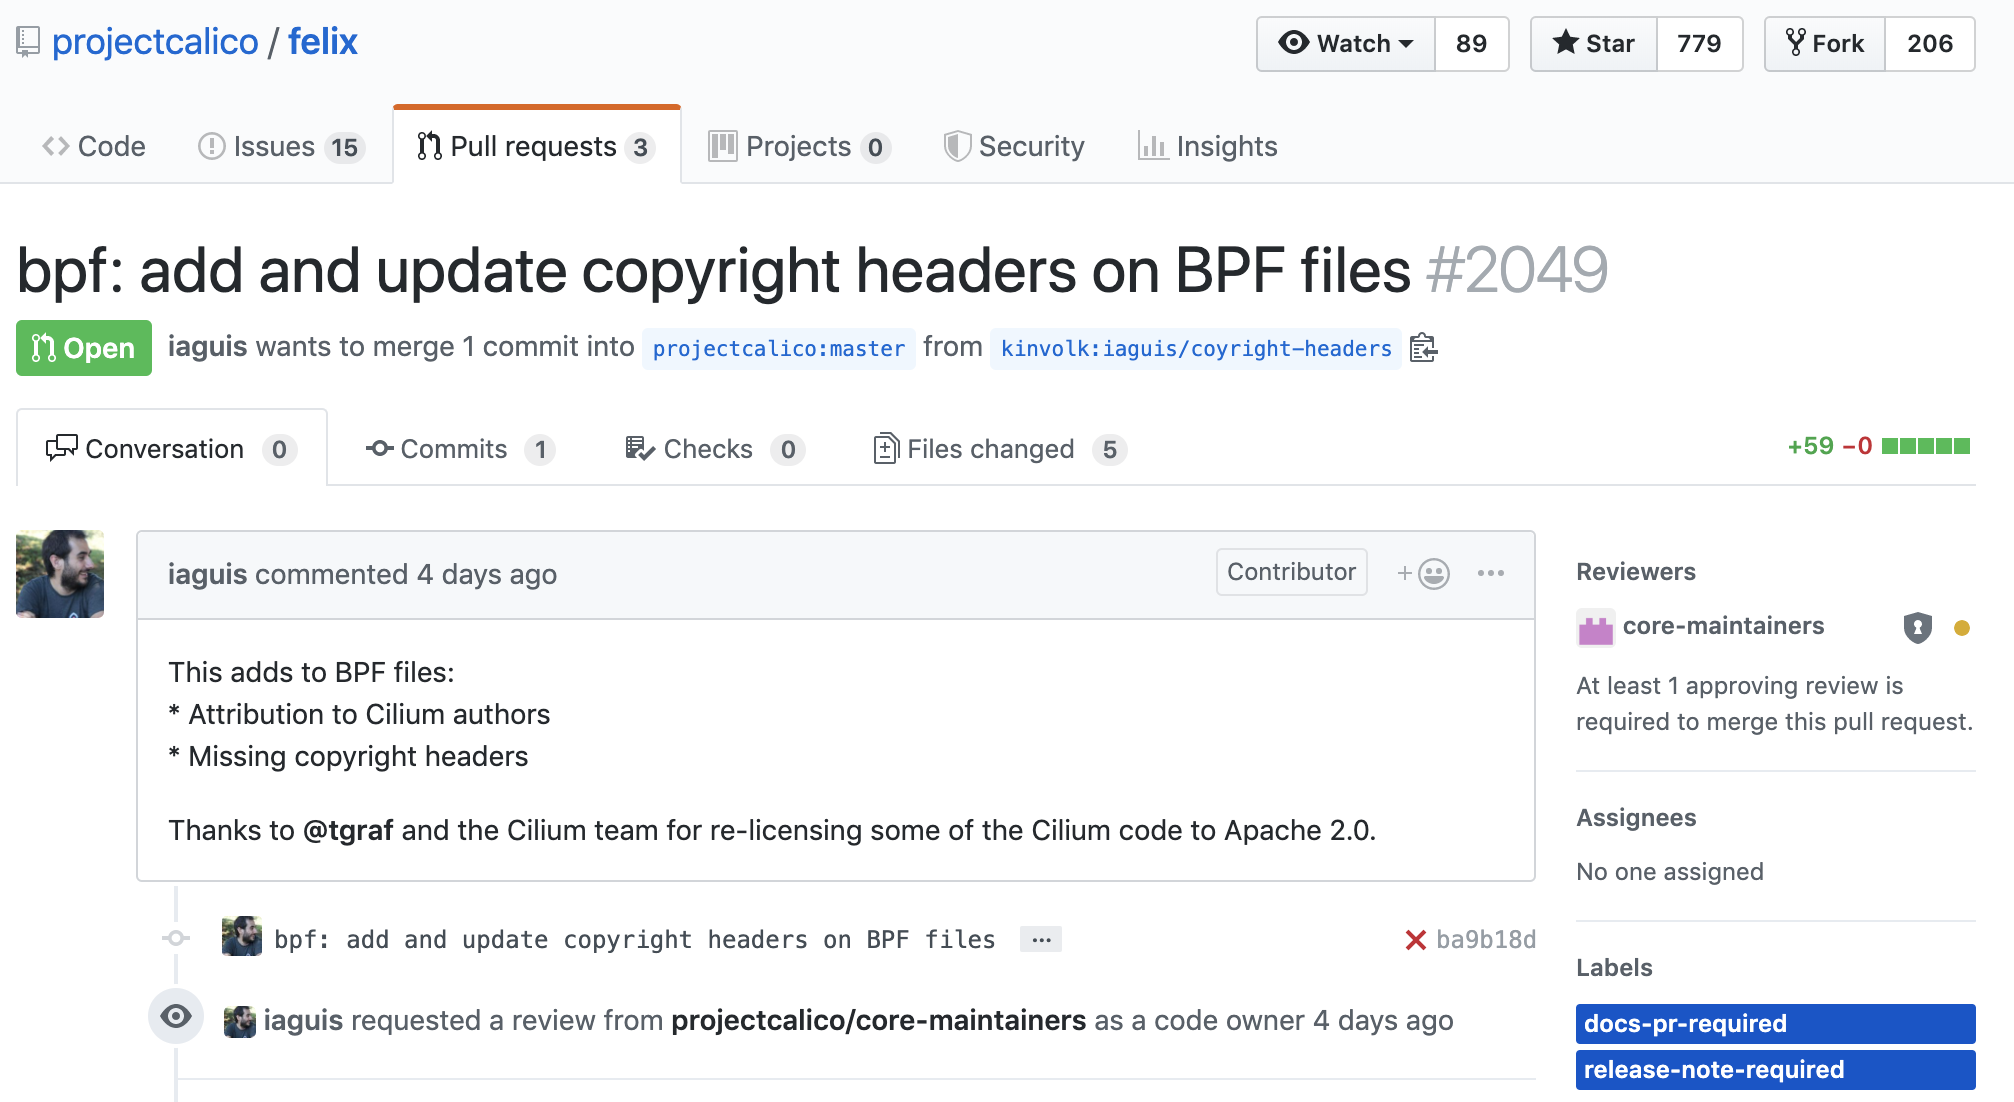 projectcalico / felix
Watch 89 Star 779 Fork 206
Code Issues 15 Pull requests 3 Projects 0 Security Insights
bpf: add and update copyright headers on BPF files #2049
Open iaguis wants to merge 1 commit into projectcalico:master from kinvolk:iaguis/coyright-headers
Conversation 0 Commits 1 Checks 0 Files changed 5 +59 −0
iaguis commented 4 days ago Contributor +
This adds to BPF files:
* Attribution to Cilium authors
* Missing copyright headers
Thanks to @tgraf and the Cilium team for re-licensing some of the Cilium code to Apache 2.0.
bpf: add and update copyright headers on BPF files ... ba9b18d
iaguis requested a review from projectcalico/core-maintainers as a code owner 4 days ago
Reviewers
core-maintainers
At least 1 approving review is
required to merge this pull request.
Assignees
No one assigned
Labels
docs-pr-required
release-note-required